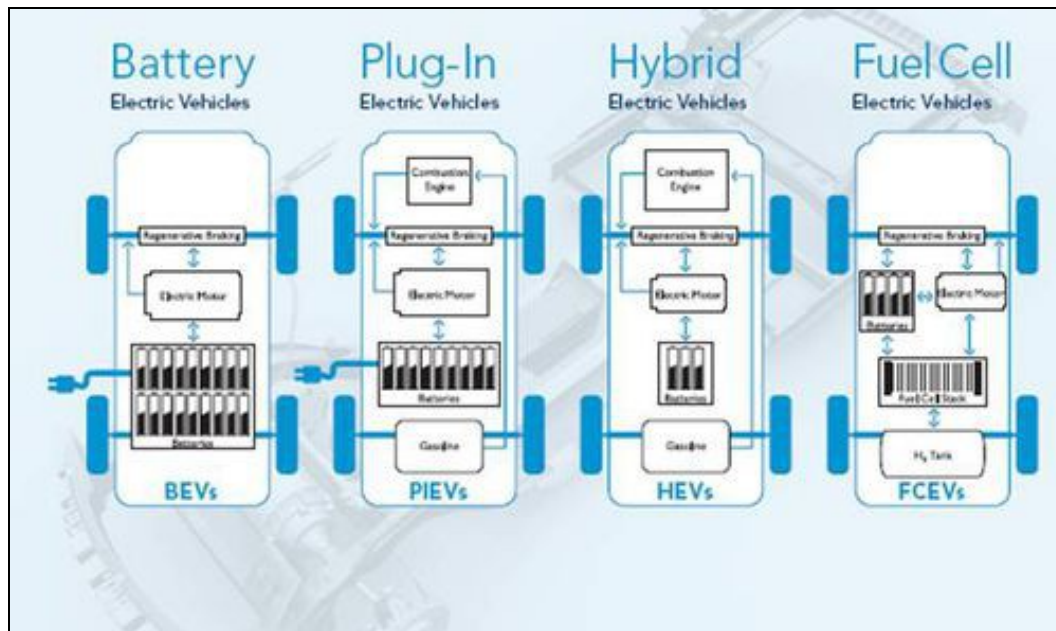 Battery
Electric Vehicles
Regenerative Braking
Electric Motor
Batteries
BEVs
Plug-In
Electric Vehicles
Combustion
Engine
Regenerative Braking
Electric Motor
Batteries
Gasoline
PIEVs
Hybrid
Electric Vehicles
Combustion
Engine
Regenerative Braking
Electric Motor
Batteries
Gasoline
HEVs
Fuel Cell
Electric Vehicles
Regenerative Braking
Batteries
Electric Motor
Fuel Cell Stack
H₂ Tank
FCEVs